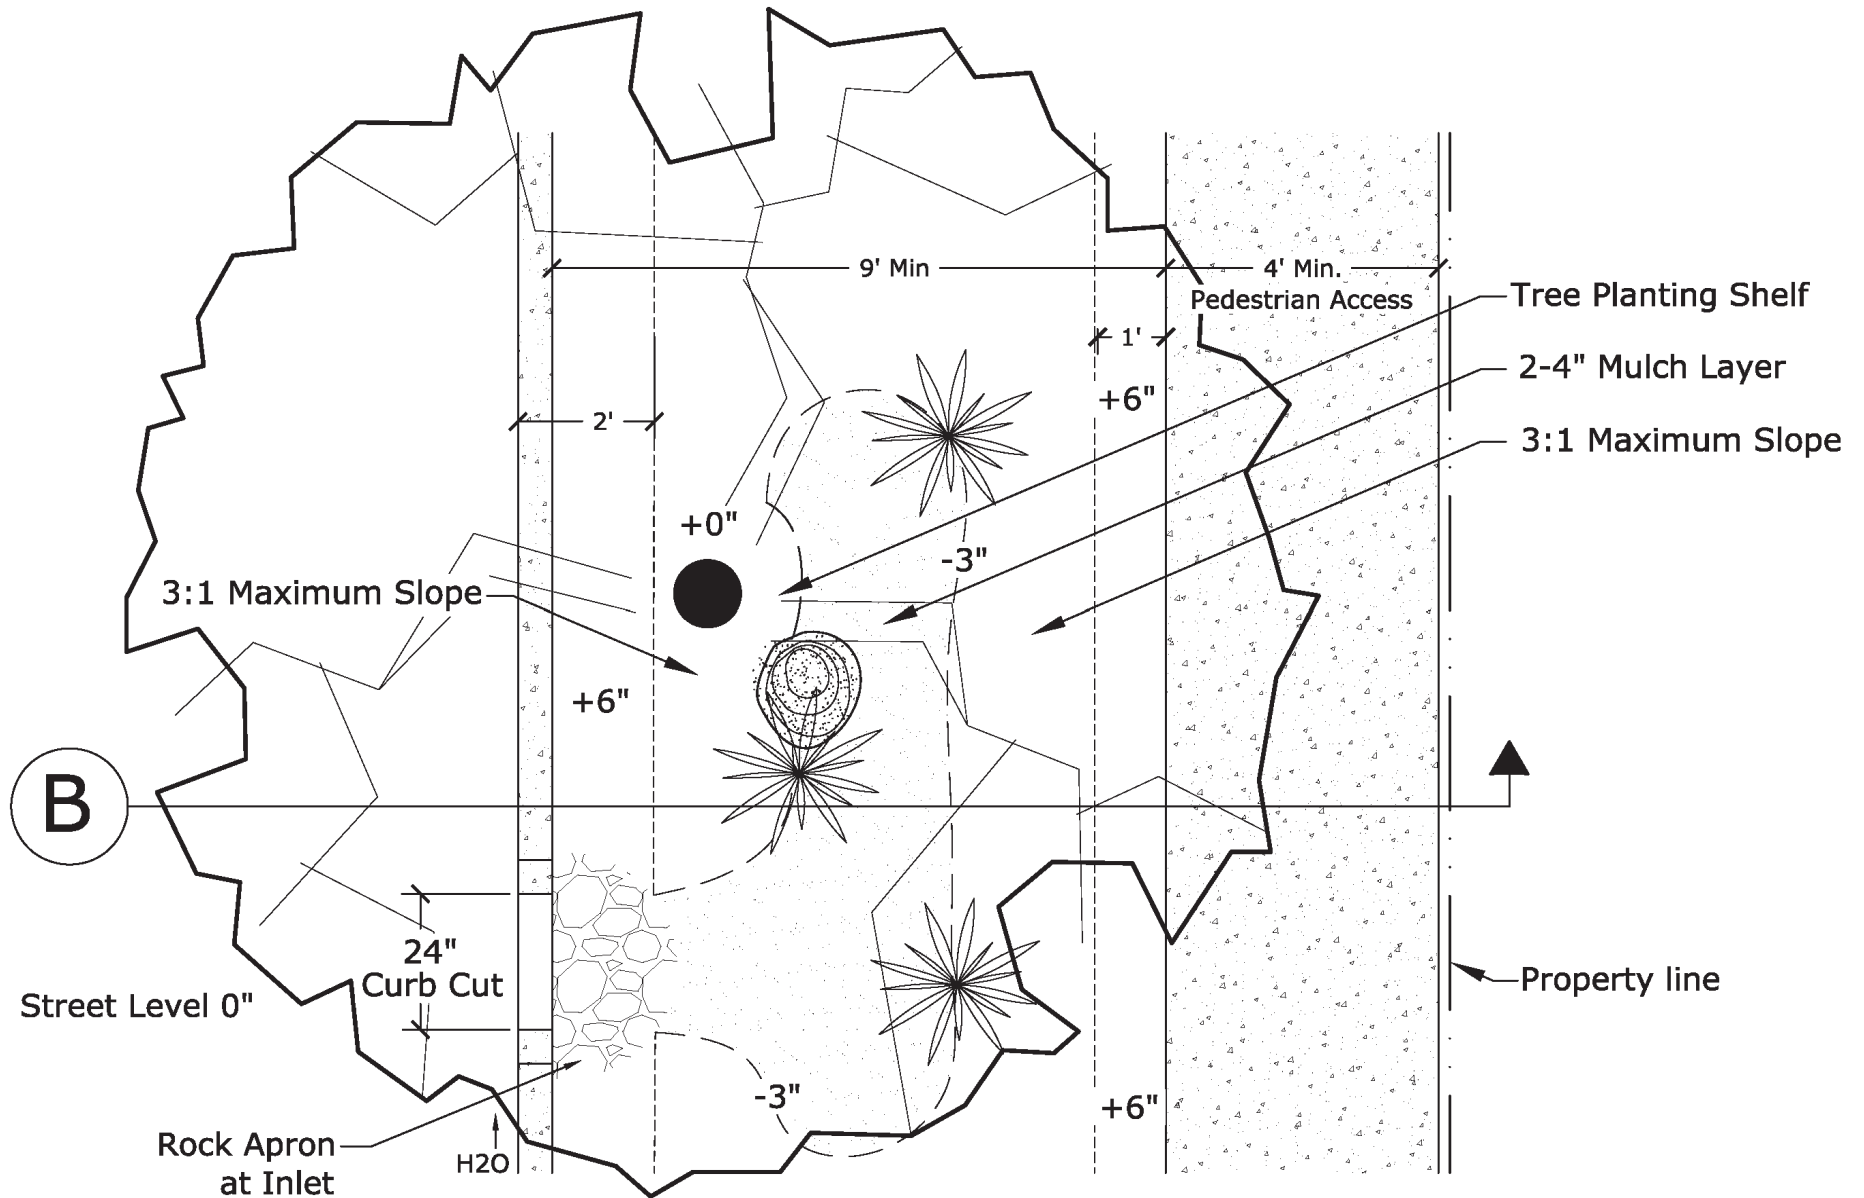 9' Min
4' Min.
Pedestrian Access
Tree Planting Shelf
1'
2-4" Mulch Layer
+6"
2'
3:1 Maximum Slope
+0"
-3"
3:1 Maximum Slope
+6"
B
24"
Curb Cut
Street Level 0"
Property line
-3"
+6"
Rock Apron
at Inlet
H2O